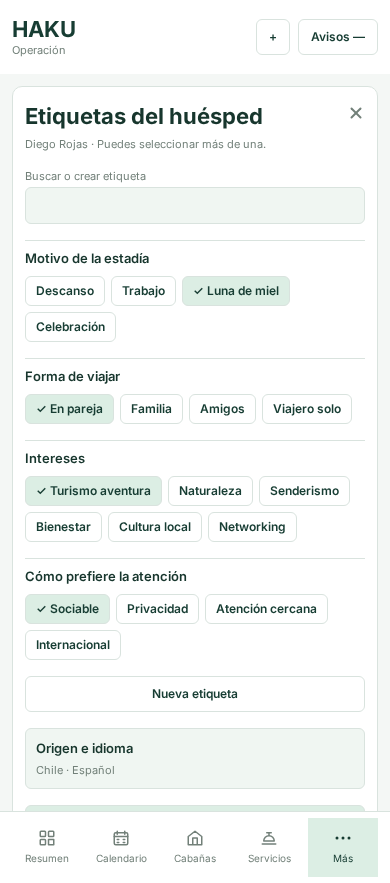 HAKU
Operación
+
Avisos —
Etiquetas del huésped
Diego Rojas · Puedes seleccionar más de una.
Buscar o crear etiqueta
Motivo de la estadía
Descanso Trabajo ✓ Luna de miel
Celebración
Forma de viajar
✓ En pareja Familia Amigos Viajero solo
Intereses
✓ Turismo aventura Naturaleza Senderismo
Bienestar Cultura local Networking
Cómo prefiere la atención
✓ Sociable Privacidad Atención cercana
Internacional
Nueva etiqueta
Origen e idioma
Chile · Español
Resumen Calendario Cabañas Servicios Más